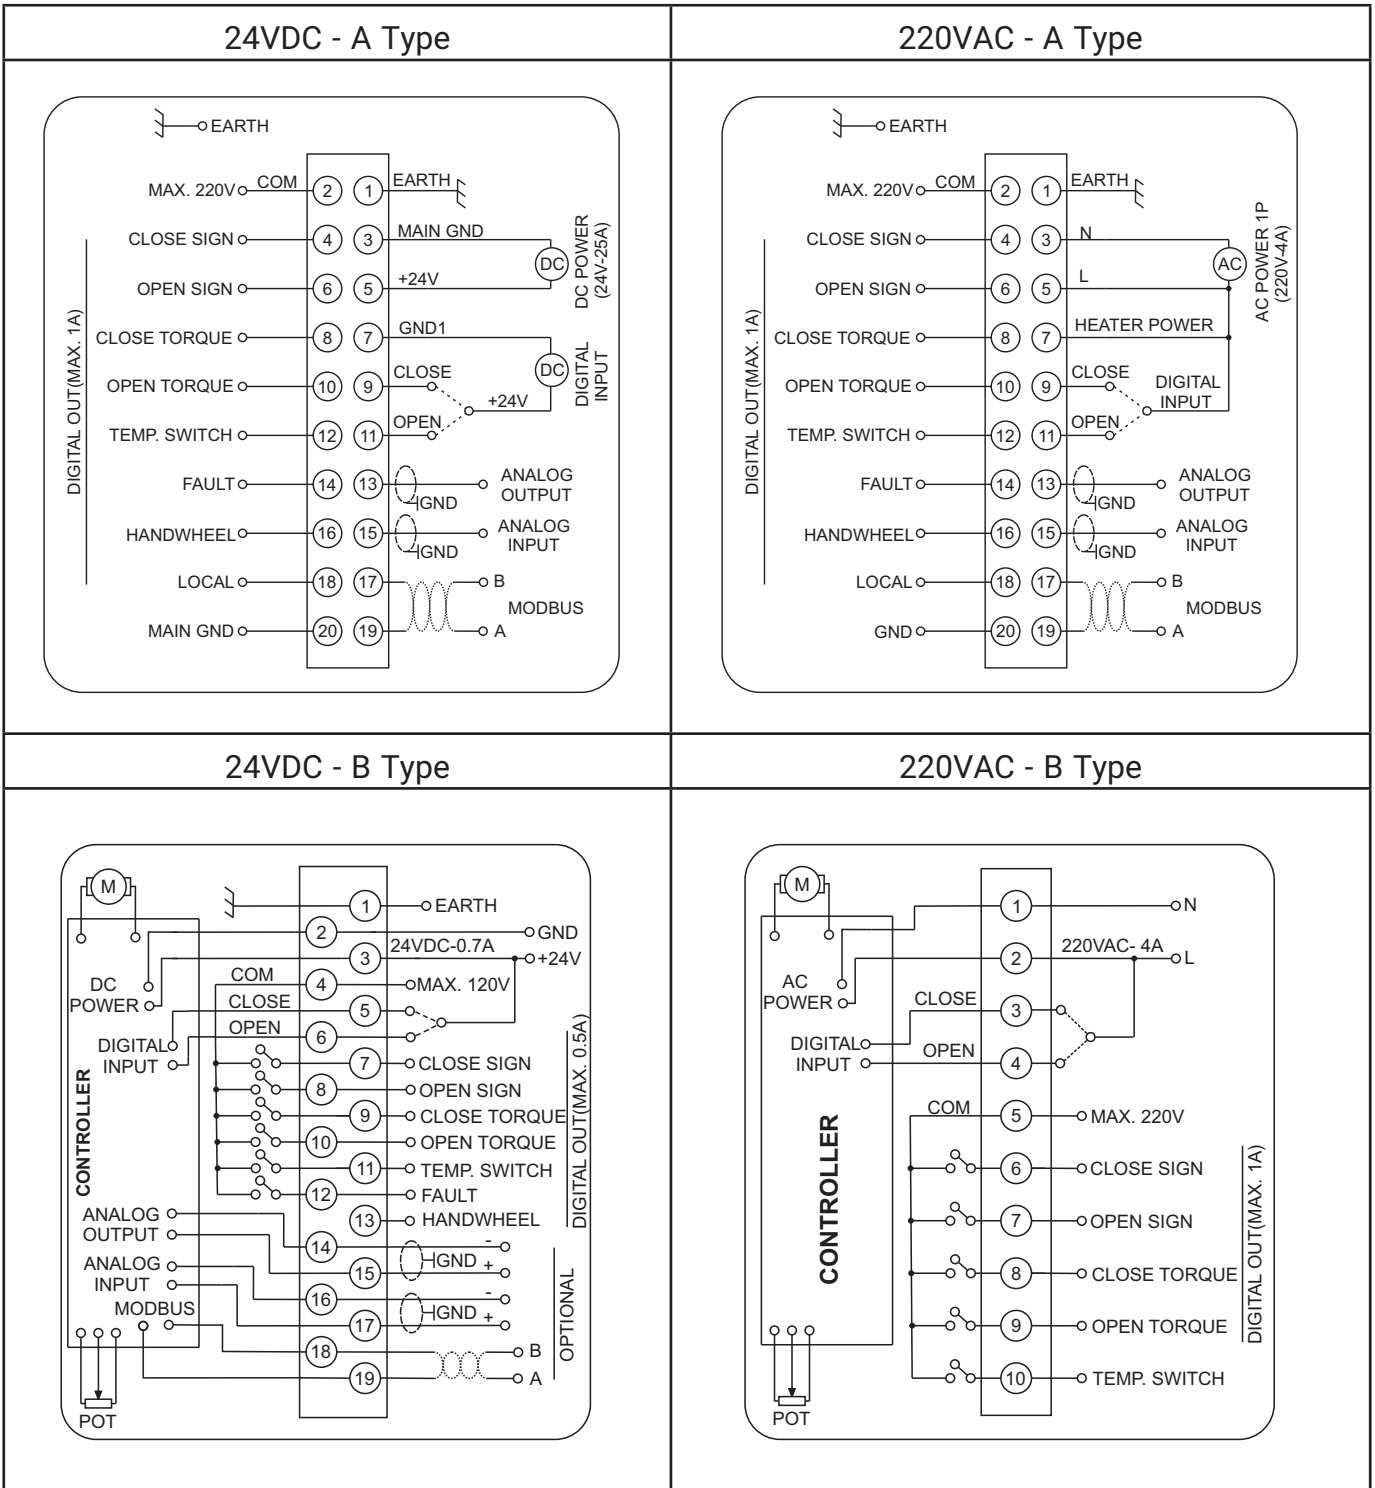 24VDC - A Type
EARTH
MAX. 220V COM 2 1 EARTH
CLOSE SIGN 4 3 MAIN GND
OPEN SIGN 6 5 +24V
DC
DC POWER
(24V-25A)
CLOSE TORQUE 8 7 GND1
OPEN TORQUE 10 9 CLOSE
+24V
DC
DIGITAL
INPUT
TEMP. SWITCH 12 11 OPEN
FAULT 14 13 GND ANALOG
OUTPUT
HANDWHEEL 16 15 GND ANALOG
INPUT
LOCAL 18 17 B
MODBUS
MAIN GND 20 19 A
DIGITAL OUT(MAX. 1A)
220VAC - A Type
EARTH
MAX. 220V COM 2 1 EARTH
CLOSE SIGN 4 3 N
OPEN SIGN 6 5 L
AC
AC POWER 1P
(220V-4A)
CLOSE TORQUE 8 7 HEATER POWER
OPEN TORQUE 10 9 CLOSE
DIGITAL
INPUT
TEMP. SWITCH 12 11 OPEN
FAULT 14 13 GND ANALOG
OUTPUT
HANDWHEEL 16 15 GND ANALOG
INPUT
LOCAL 18 17 B
MODBUS
GND 20 19 A
DIGITAL OUT(MAX. 1A)
24VDC - B Type
M
1 EARTH
2 GND
3 24VDC-0.7A +24V
DC
POWER
COM 4 MAX. 120V
CLOSE 5
OPEN 6
DIGITAL
INPUT
7 CLOSE SIGN
8 OPEN SIGN
9 CLOSE TORQUE
10 OPEN TORQUE
11 TEMP. SWITCH
12 FAULT
13 HANDWHEEL
DIGITAL OUT(MAX. 0.5A)
CONTROLLER
ANALOG
OUTPUT
14 -
GND
15 +
ANALOG
INPUT
16 -
GND
17 +
MODBUS
18 B
19 A
OPTIONAL
POT
220VAC - B Type
M
1 N
2 220VAC- 4A L
AC
POWER
CLOSE 3
OPEN 4
DIGITAL
INPUT
COM 5 MAX. 220V
6 CLOSE SIGN
7 OPEN SIGN
8 CLOSE TORQUE
9 OPEN TORQUE
10 TEMP. SWITCH
DIGITAL OUT(MAX. 1A)
CONTROLLER
POT